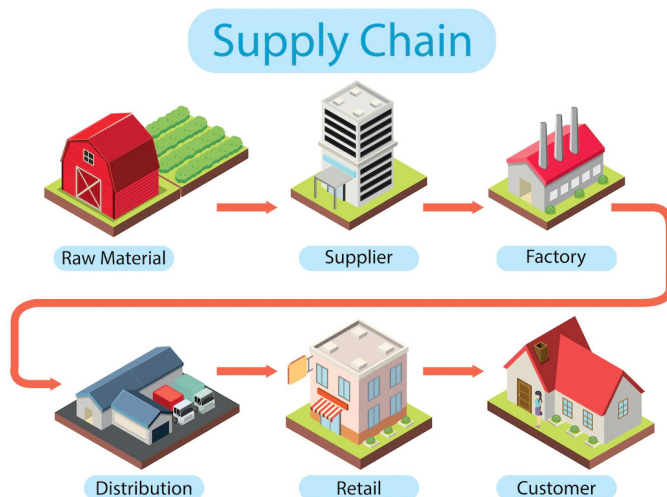 Supply Chain
Raw Material
Supplier
Factory
Distribution
Retail
Customer